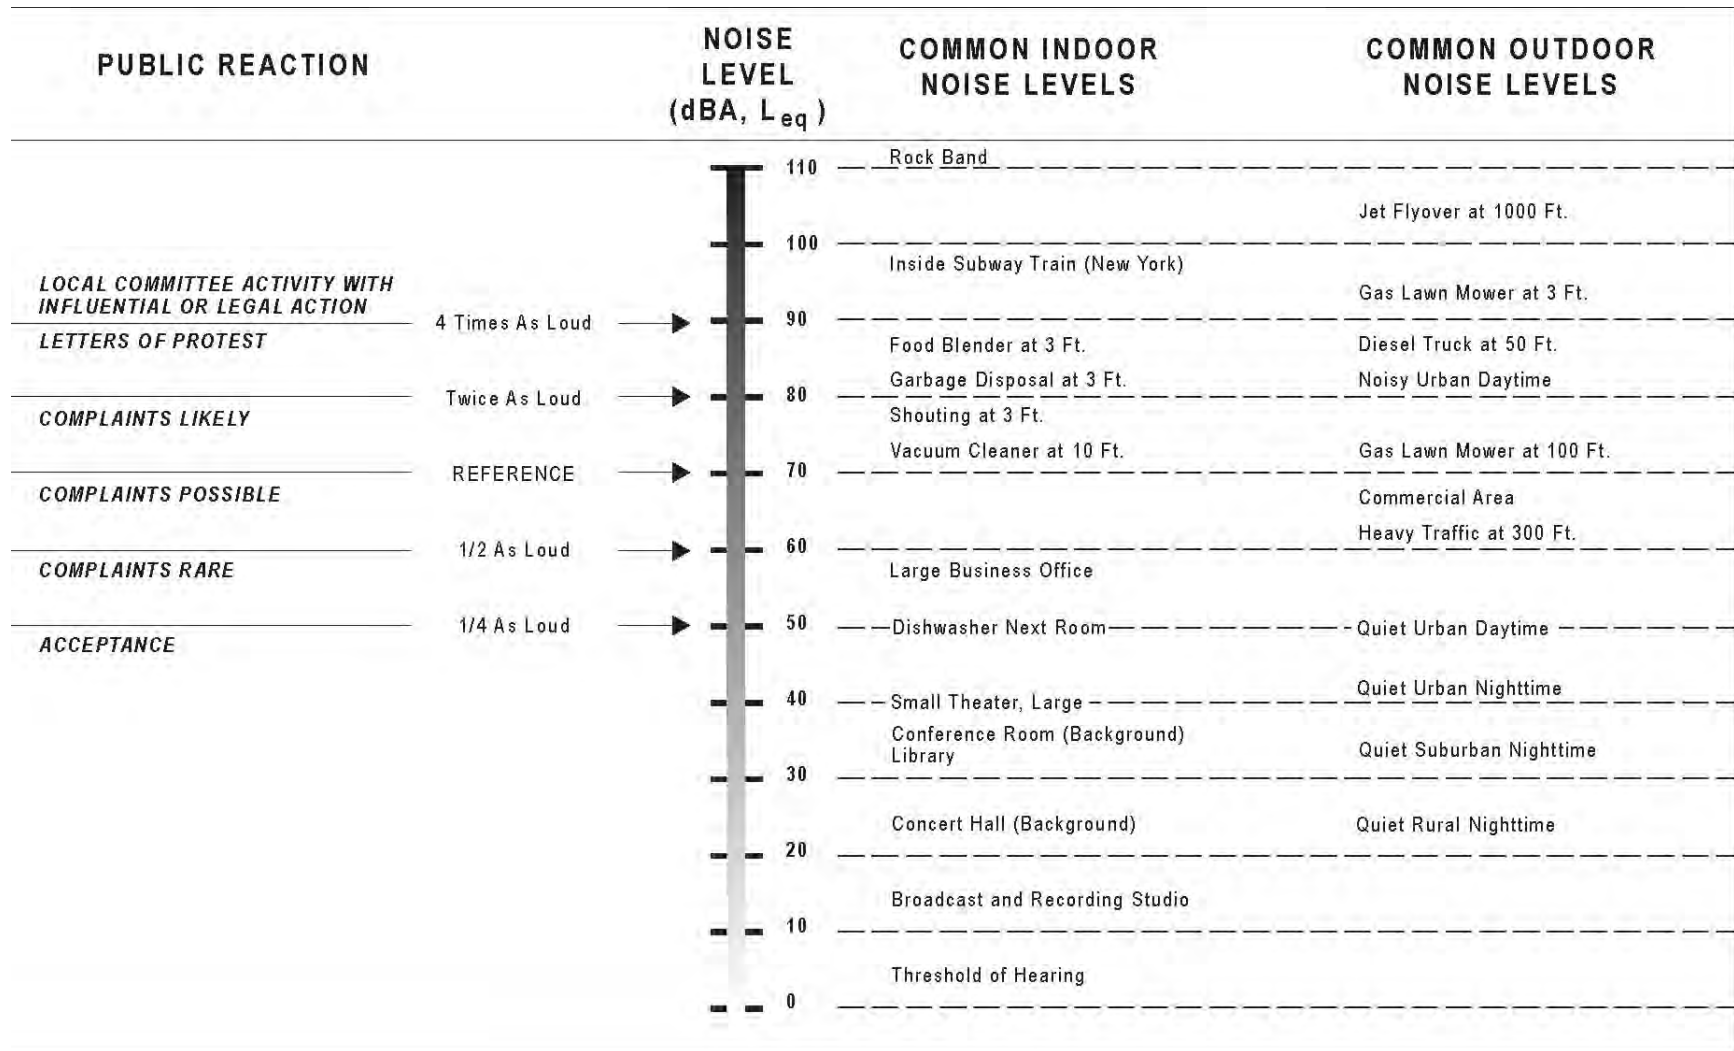 PUBLIC REACTION
NOISE
LEVEL
(dBA, Leq )
COMMON INDOOR
NOISE LEVELS
COMMON OUTDOOR
NOISE LEVELS
110
Rock Band
Jet Flyover at 1000 Ft.
100
Inside Subway Train (New York)
LOCAL COMMITTEE ACTIVITY WITH
INFLUENTIAL OR LEGAL ACTION
Gas Lawn Mower at 3 Ft.
4 Times As Loud
90
LETTERS OF PROTEST
Food Blender at 3 Ft.
Diesel Truck at 50 Ft.
Garbage Disposal at 3 Ft.
Noisy Urban Daytime
Twice As Loud
80
COMPLAINTS LIKELY
Shouting at 3 Ft.
Vacuum Cleaner at 10 Ft.
Gas Lawn Mower at 100 Ft.
REFERENCE
70
COMPLAINTS POSSIBLE
Commercial Area
Heavy Traffic at 300 Ft.
1/2 As Loud
60
COMPLAINTS RARE
Large Business Office
1/4 As Loud
50
Dishwasher Next Room
Quiet Urban Daytime
ACCEPTANCE
Quiet Urban Nighttime
40
Small Theater, Large
Conference Room (Background)
Library
Quiet Suburban Nighttime
30
Concert Hall (Background)
Quiet Rural Nighttime
20
Broadcast and Recording Studio
10
Threshold of Hearing
0